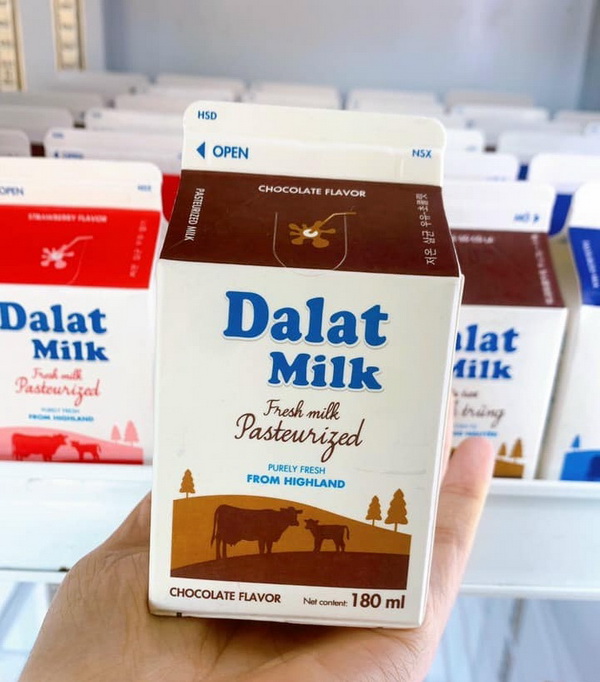 HSD
◀ OPEN
NSX
CHOCOLATE FLAVOR
PASTEURIZED MILK
Dalat
Milk
Fresh milk
Pasteurized
PURELY FRESH
FROM HIGHLAND
CHOCOLATE FLAVOR
Net content: 180 ml
OPEN
STRAWBERRY FLAVOR
Dalat
Milk
Fresh milk
Pasteurized
PURELY FRESH
FROM HIGHLAND
alat
Milk
trùng